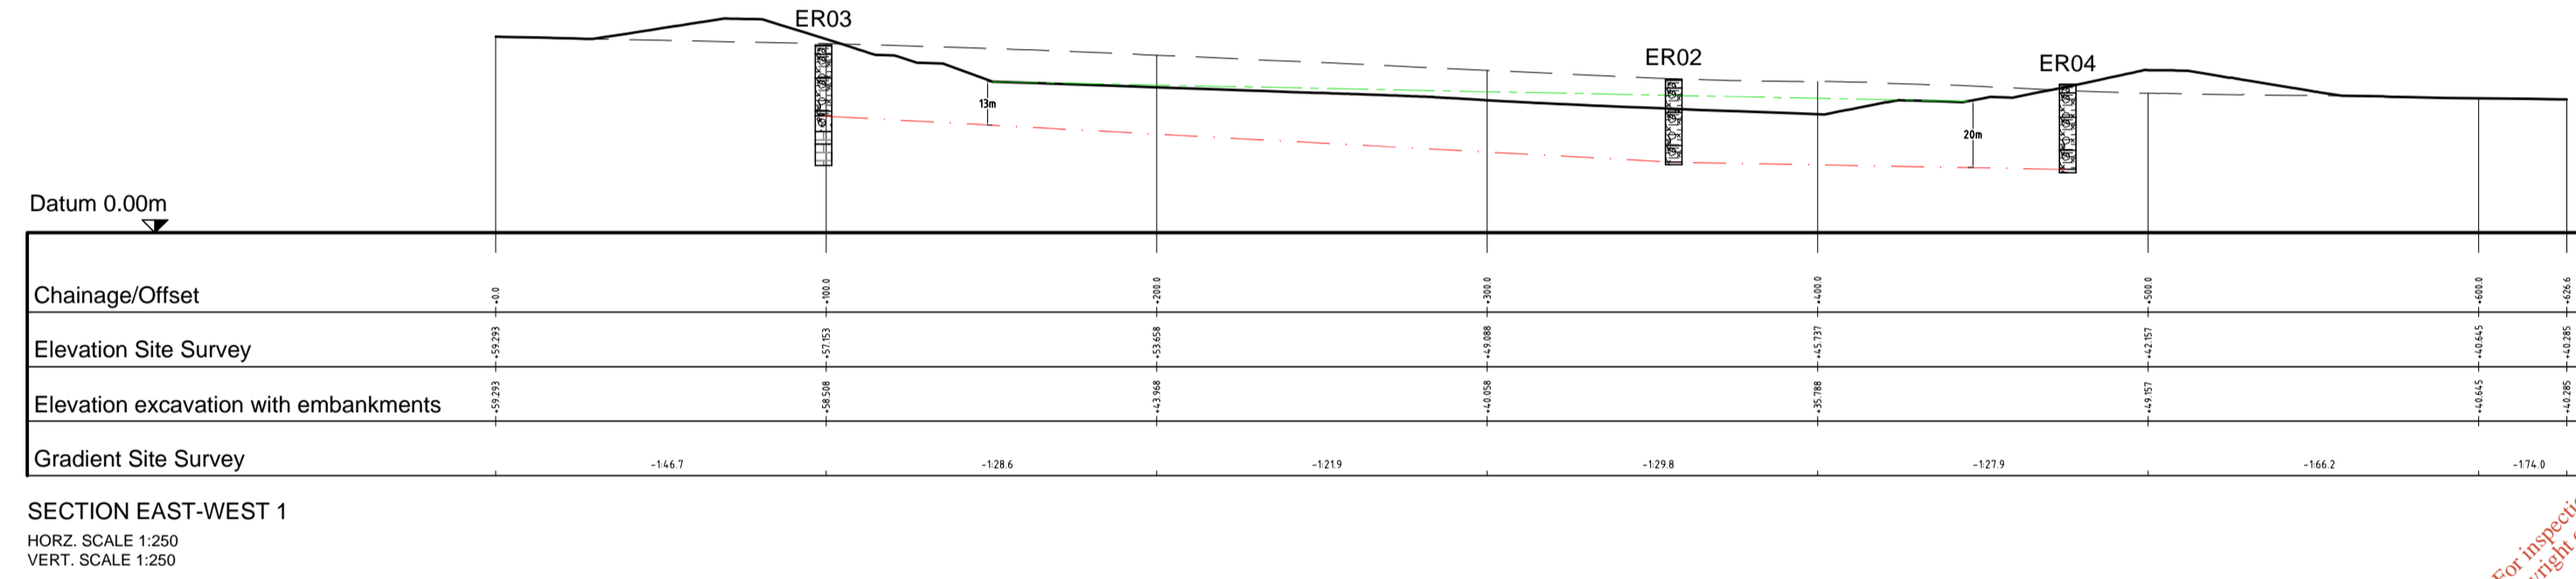 ER03
ER02
ER04
13m
20m
Datum 0.00m
Chainage/Offset +0.0 +100.0 +200.0 +300.0 +400.0 +500.0 +600.0 +626.6
Elevation Site Survey +59.293 +57.153 +53.658 +49.088 +45.737 +42.157 +40.645 +40.285
Elevation excavation with embankments +59.293 +58.508 +43.968 +40.058 +35.788 +49.157 +40.645 +40.285
Gradient Site Survey -1:46.7 -1:28.6 -1:21.9 -1:29.8 -1:27.9 -1:66.2 -1:74.0
SECTION EAST-WEST 1
HORZ. SCALE 1:250
VERT. SCALE 1:250
For inspecti